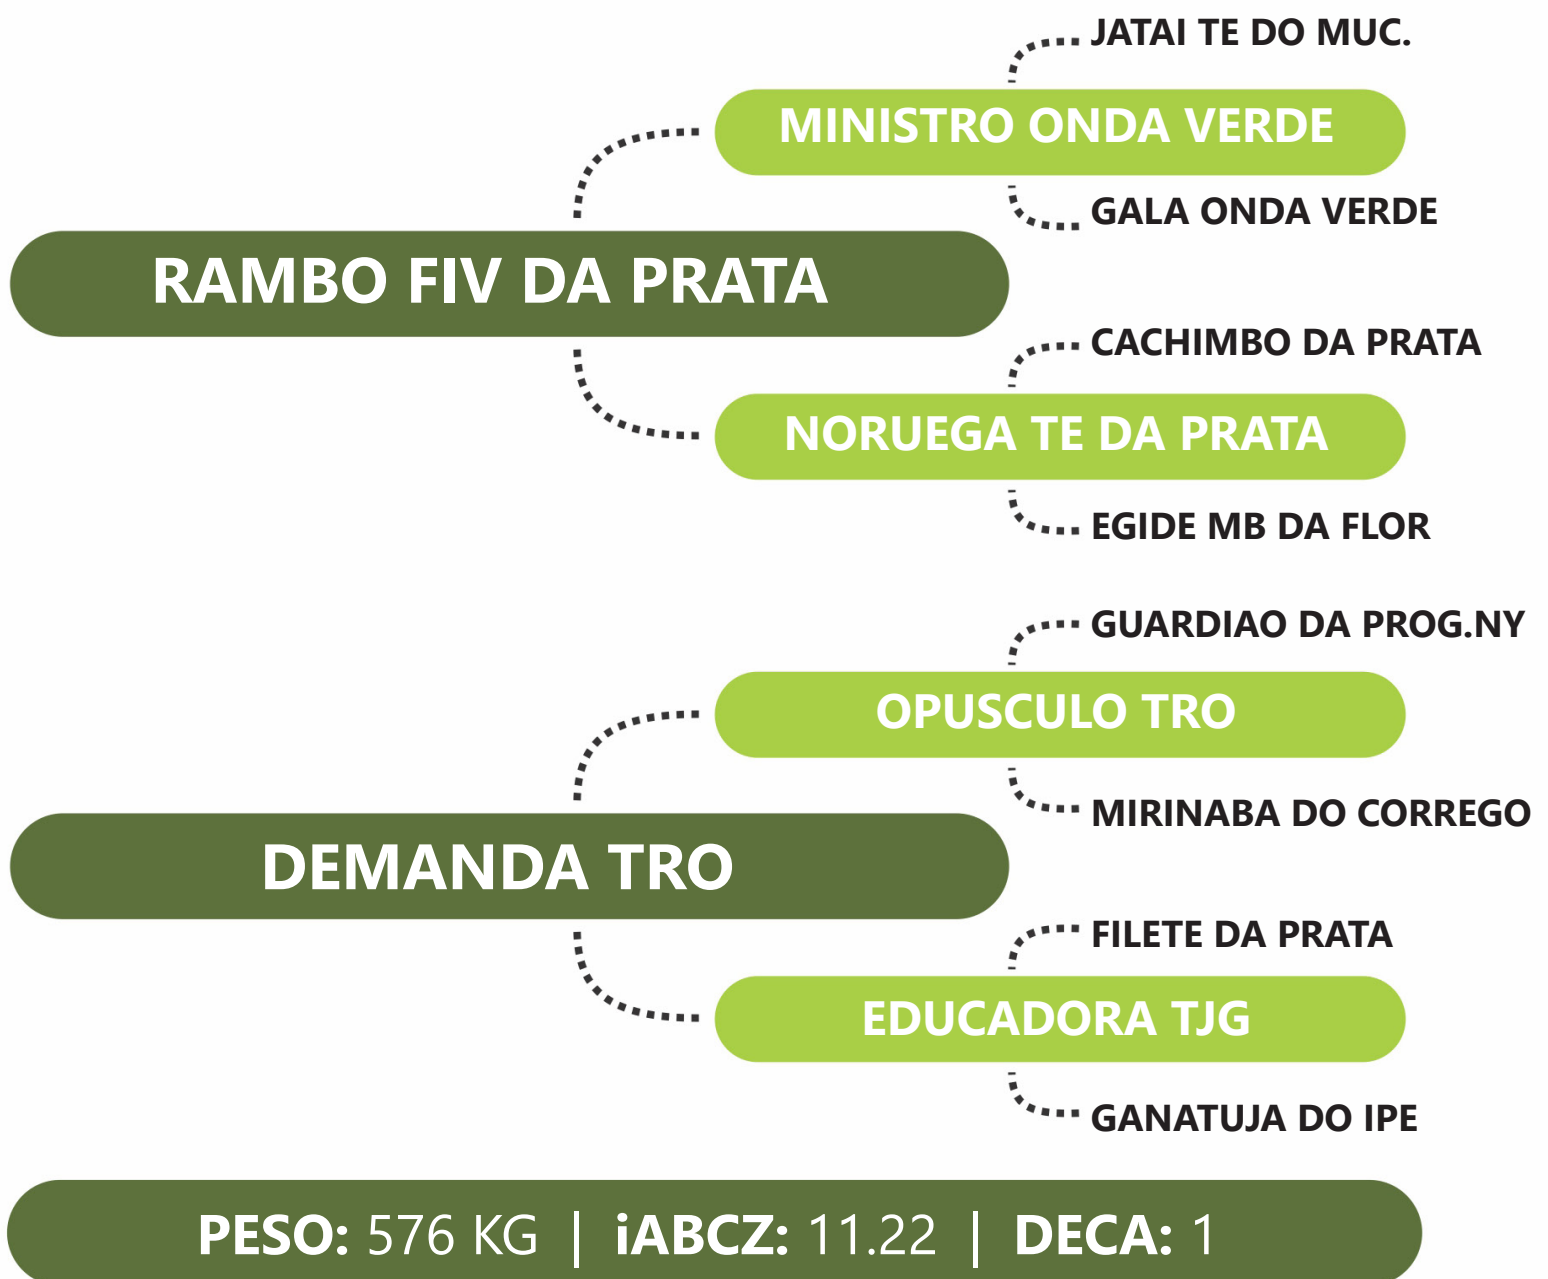 JATAI TE DO MUC.
MINISTRO ONDA VERDE
GALA ONDA VERDE
RAMBO FIV DA PRATA
CACHIMBO DA PRATA
NORUEGA TE DA PRATA
EGIDE MB DA FLOR
GUARDIAO DA PROG.NY
OPUSCULO TRO
MIRINABA DO CORREGO
DEMANDA TRO
FILETE DA PRATA
EDUCADORA TJG
GANATUJA DO IPE
PESO: 576 KG | iABCZ: 11.22 | DECA: 1